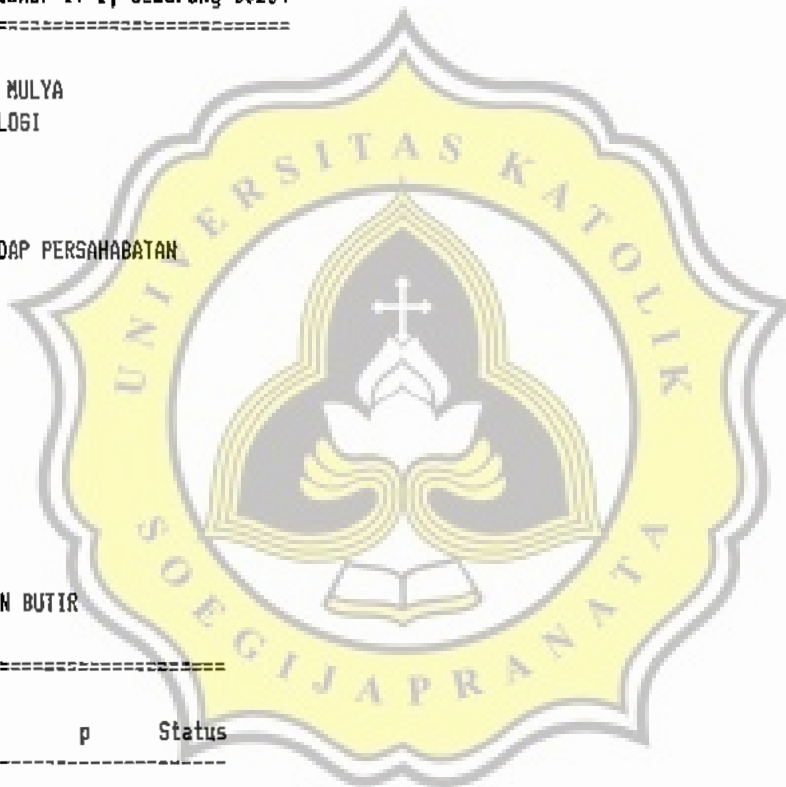 MULYA
LOGI
DAP PERSAHABATAN
UNIVERSITAS KATOLIK
SOEGIJAPRANATA
N BUTIR
p Status